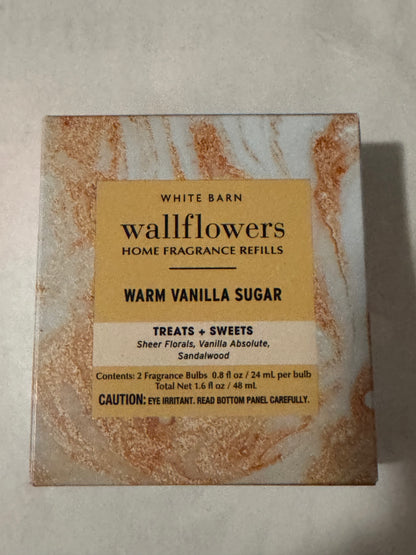 WHITE BARN
wallflowers
HOME FRAGRANCE REFILLS
WARM VANILLA SUGAR
TREATS + SWEETS
Sheer Florals, Vanilla Absolute,
Sandalwood
Contents: 2 Fragrance Bulbs 0.8 fl oz / 24 mL per bulb
Total Net 1.6 fl oz / 48 mL
CAUTION: EYE IRRITANT. READ BOTTOM PANEL CAREFULLY.